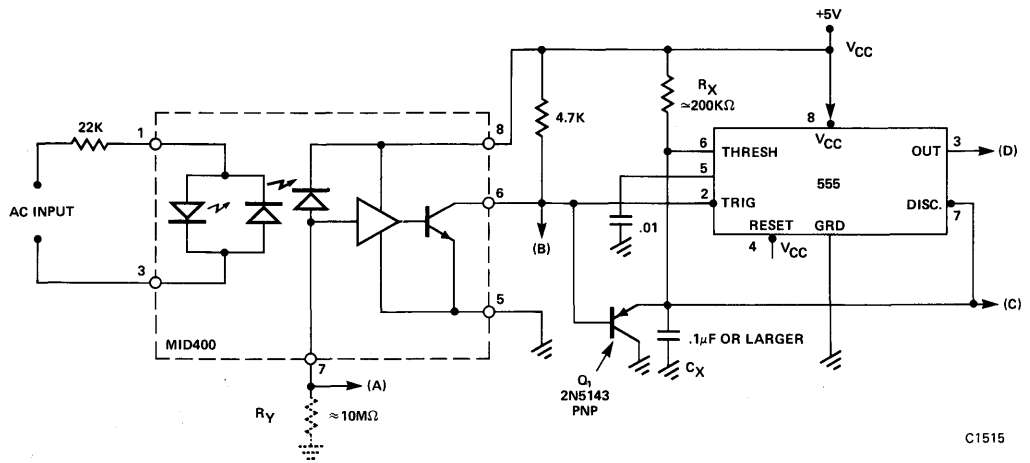 +5V
VCC
RX
≈200KΩ
22K
1
8
4.7K
8
VCC
6
THRESH
OUT
3
(D)
5
555
AC INPUT
6
2
TRIG
DISC.
7
.01
RESET
GRD
(B)
4
VCC
3
5
(C)
MID400
.1μF OR LARGER
7
CX
(A)
Q1
2N5143
PNP
RY
≈10MΩ
C1515